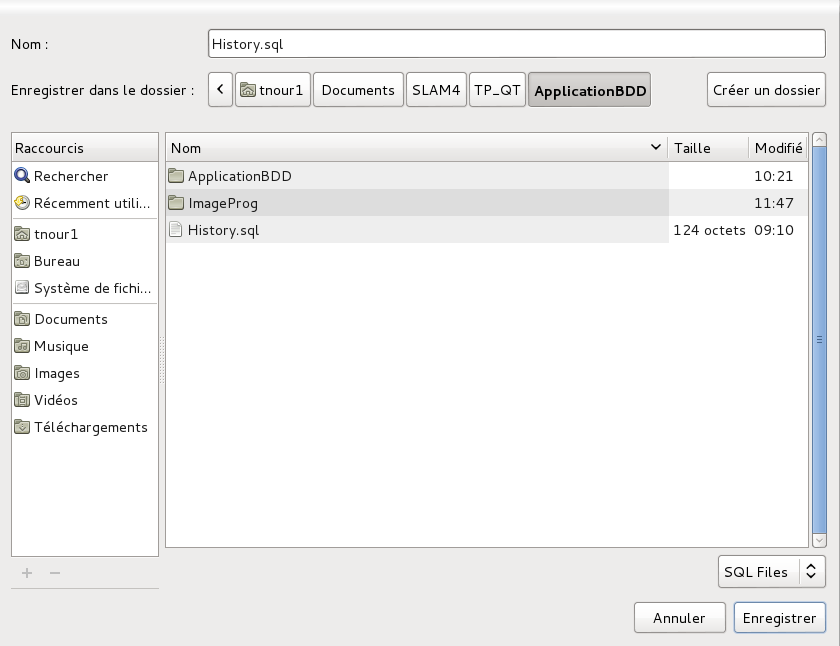 Nom :
History.sql
Enregistrer dans le dossier :
tnour1
Documents
SLAM4
TP_QT
ApplicationBDD
Créer un dossier
Raccourcis
Rechercher
Récemment utili...
tnour1
Bureau
Système de fichi...
Documents
Musique
Images
Vidéos
Téléchargements
Nom Taille Modifié
ApplicationBDD 10:21
ImageProg 11:47
History.sql 124 octets 09:10
SQL Files
Annuler
Enregistrer